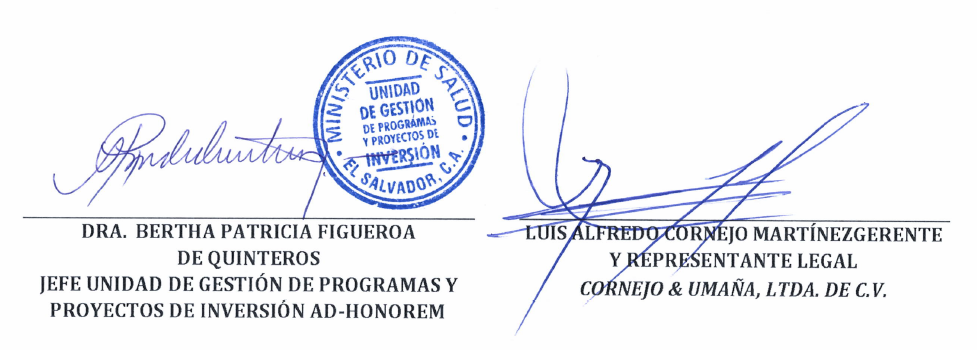 MINISTERIO DE SALUD
UNIDAD
DE GESTIÓN
DE PROGRAMAS
Y PROYECTOS DE
INVERSIÓN
EL SALVADOR, C.A.
DRA. BERTHA PATRICIA FIGUEROA
DE QUINTEROS
JEFE UNIDAD DE GESTIÓN DE PROGRAMAS Y
PROYECTOS DE INVERSIÓN AD-HONOREM
LUIS ALFREDO CORNEJO MARTÍNEZGERENTE
Y REPRESENTANTE LEGAL
CORNEJO & UMAÑA, LTDA. DE C.V.